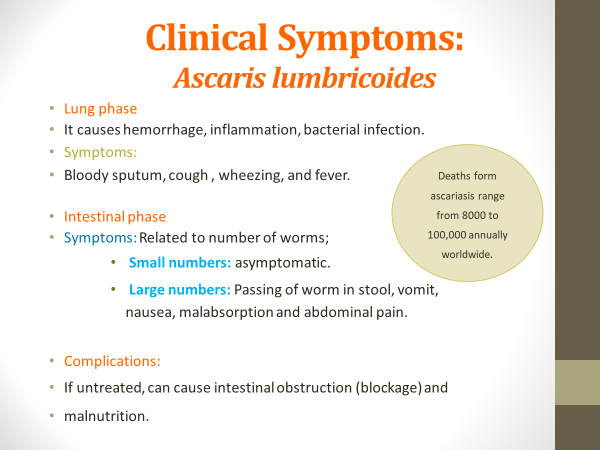 Clinical Symptoms:
Ascaris lumbricoides
• Lung phase
• It causes hemorrhage, inflammation, bacterial infection.
• Symptoms:
• Bloody sputum, cough , wheezing, and fever.
• Intestinal phase
• Symptoms: Related to number of worms;
• Small numbers: asymptomatic.
• Large numbers: Passing of worm in stool, vomit,
nausea, malabsorption and abdominal pain.
• Complications:
• If untreated, can cause intestinal obstruction (blockage) and
• malnutrition.
Deaths form
ascariasis range
from 8000 to
100,000 annually
worldwide.